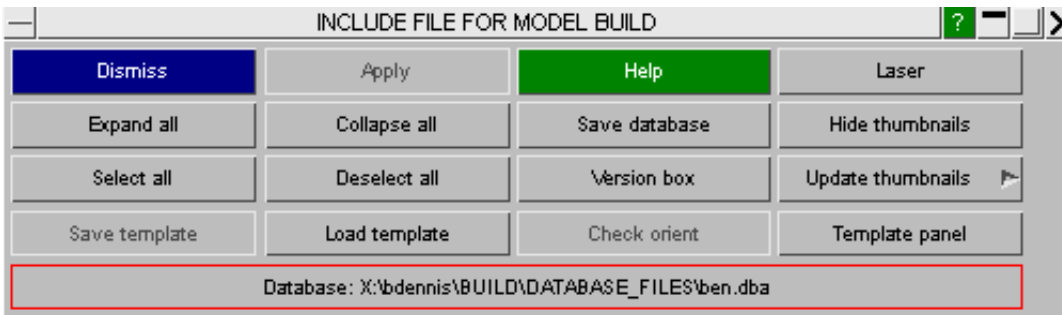 INCLUDE FILE FOR MODEL BUILD ?
Dismiss Apply Help Laser
Expand all Collapse all Save database Hide thumbnails
Select all Deselect all Version box Update thumbnails
Save template Load template Check orient Template panel
Database: X:\bdennis\BUILD\DATABASE_FILES\ben.dba